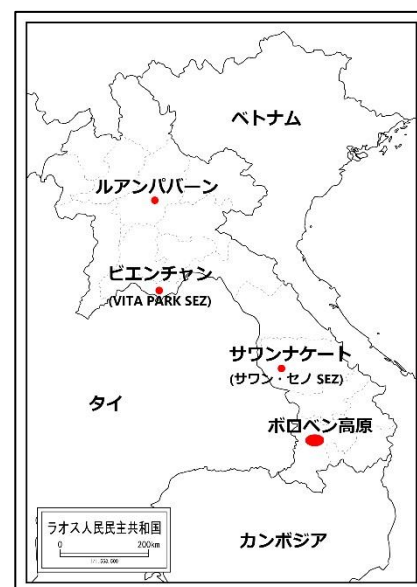 ベトナム
ルアンパバーン
ビエンチャン
(VITA PARK SEZ)
サワンナケート
(サワン・セノ SEZ)
タイ
ボロベン高原
ラオス人民民主共和国
0 200km
カンボジア